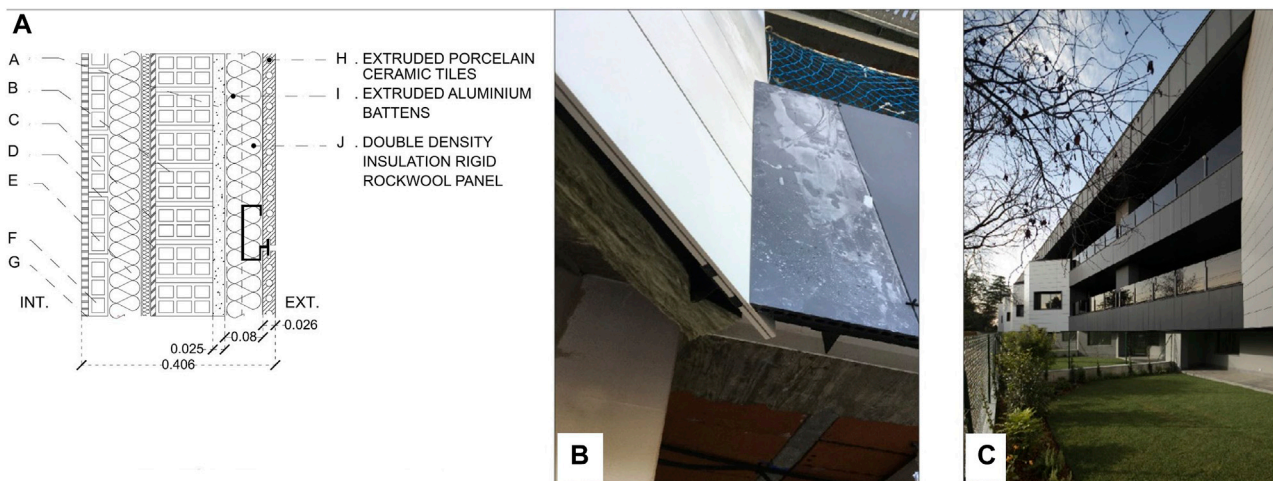 A
A
B
C
D
E
F
G
INT.
EXT.
H . EXTRUDED PORCELAIN
CERAMIC TILES
I . EXTRUDED ALUMINIUM
BATTENS
J . DOUBLE DENSITY
INSULATION RIGID
ROCKWOOL PANEL
0.026
0.08
0.025
0.406
B
C